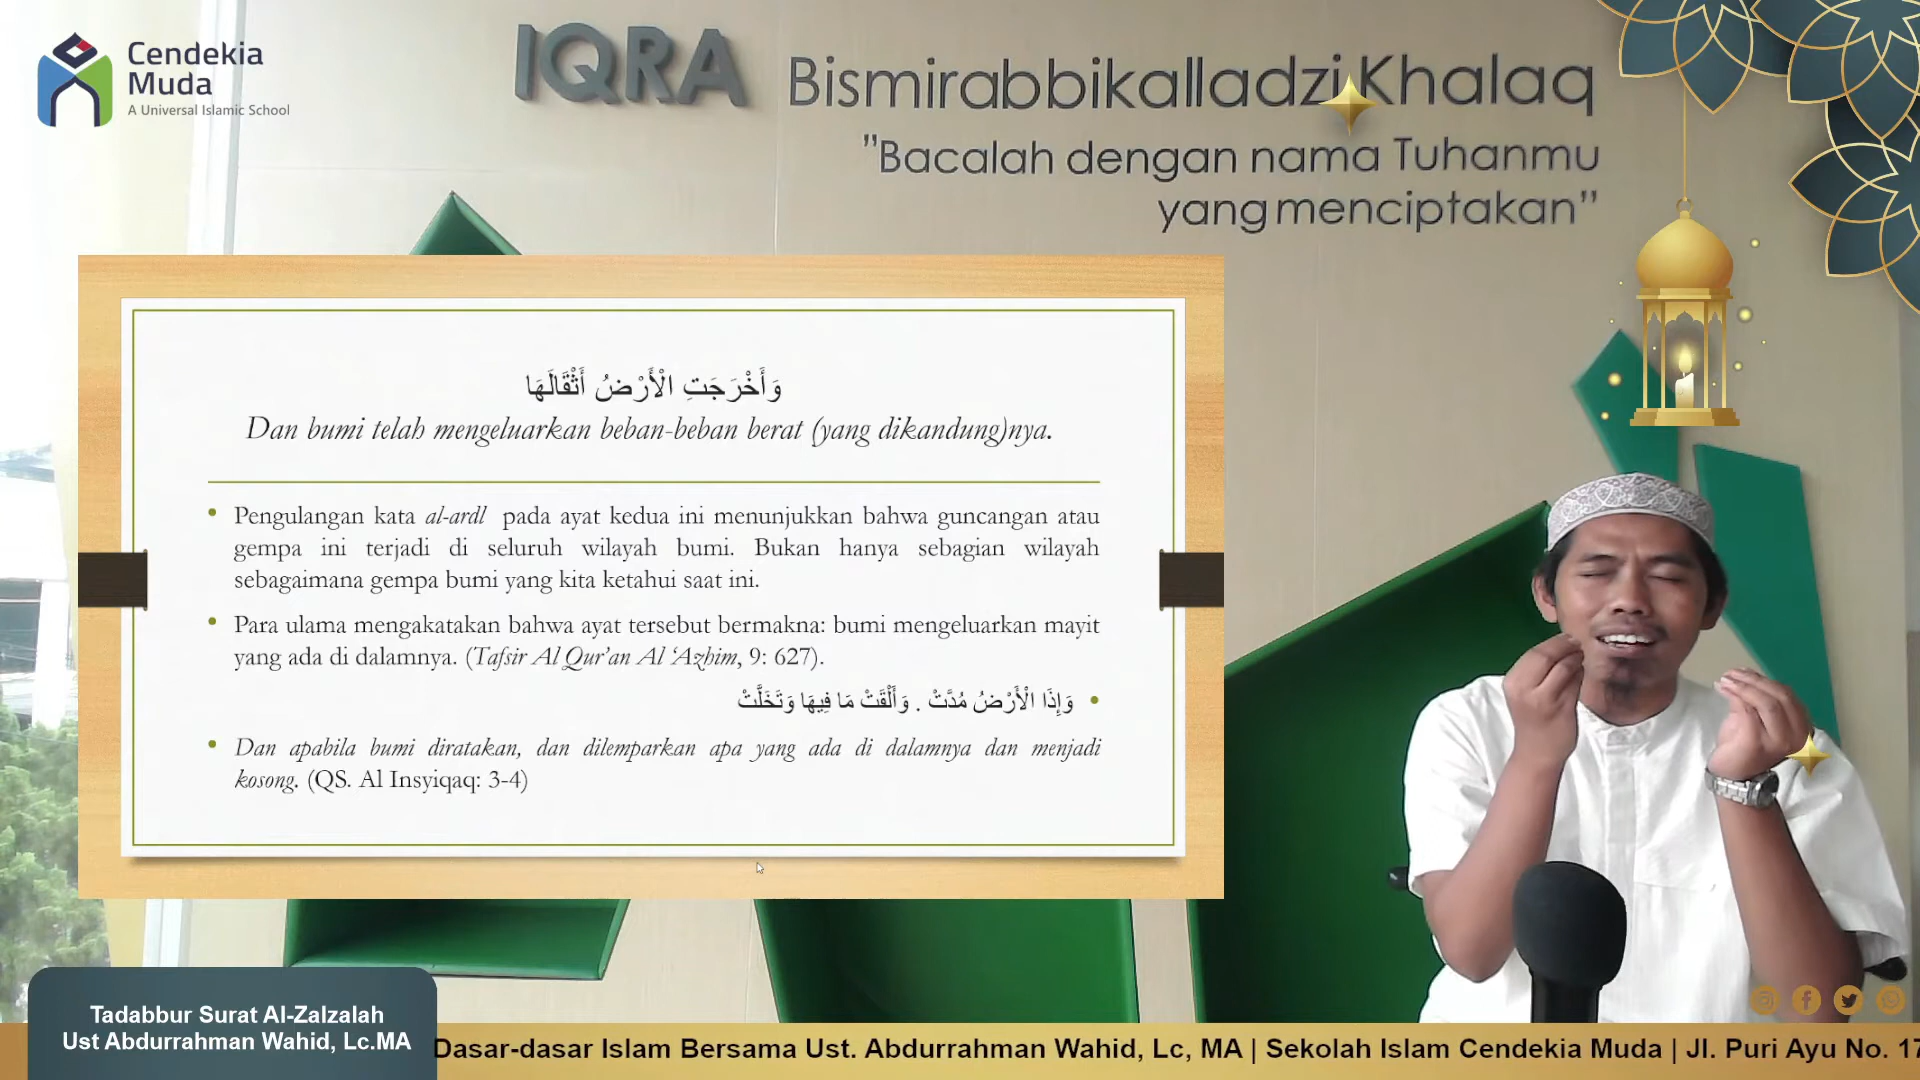 Cendekia
Muda
A Universal Islamic School
IQRA
Bismirabbikalladzi Khalaq
"Bacalah dengan nama Tuhanmu
yang menciptakan"
وَأَخْرَجَتِ الْأَرْضُ أَثْقَالَهَا
Dan bumi telah mengeluarkan beban-beban berat (yang dikandung)nya.
• Pengulangan kata al-ardl pada ayat kedua ini menunjukkan bahwa guncangan atau
gempa ini terjadi di seluruh wilayah bumi. Bukan hanya sebagian wilayah
sebagaimana gempa bumi yang kita ketahui saat ini.
• Para ulama mengakatakan bahwa ayat tersebut bermakna: bumi mengeluarkan mayit
yang ada di dalamnya. (Tafsir Al Qur'an Al 'Azhim, 9: 627).
• وَإِذَا الْأَرْضُ مُدَّتْ . وَأَلْقَتْ مَا فِيهَا وَتَخَلَّتْ
• Dan apabila bumi diratakan, dan dilemparkan apa yang ada di dalamnya dan menjadi
kosong. (QS. Al Insyiqaq: 3-4)
Tadabbur Surat Al-Zalzalah
Ust Abdurrahman Wahid, Lc.MA
Dasar-dasar Islam Bersama Ust. Abdurrahman Wahid, Lc, MA | Sekolah Islam Cendekia Muda | Jl. Puri Ayu No. 17